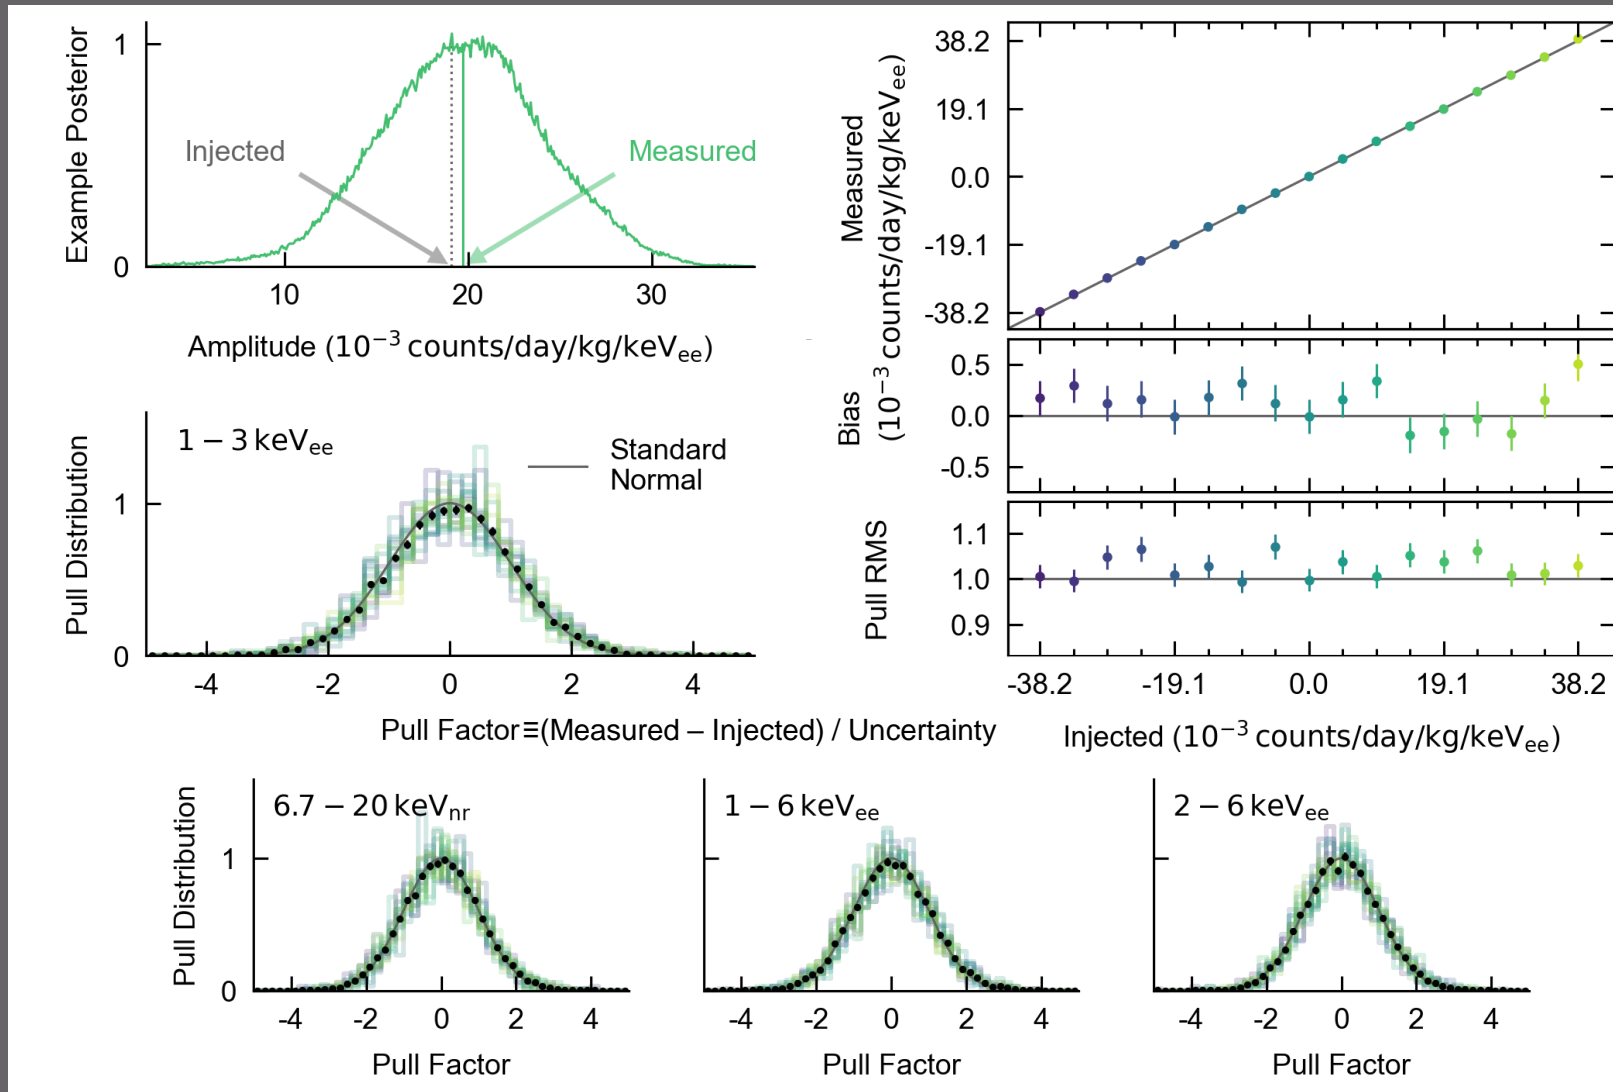 Example Posterior
1
0
Injected
Measured
10 20 30
Amplitude (10⁻³ counts/day/kg/keVₑₑ)
Measured
(10⁻³ counts/day/kg/keVₑₑ)
38.2
19.1
0.0
-19.1
-38.2
Bias
0.5
0.0
-0.5
Pull RMS
1.1
1.0
0.9
-38.2 -19.1 0.0 19.1 38.2
Injected (10⁻³ counts/day/kg/keVₑₑ)
Pull Distribution
1
0
1 – 3 keVₑₑ
Standard
Normal
-4 -2 0 2 4
Pull Factor≡(Measured – Injected) / Uncertainty
Pull Distribution
1
0
6.7 – 20 keVₙᵣ
-4 -2 0 2 4
Pull Factor
1 – 6 keVₑₑ
-4 -2 0 2 4
Pull Factor
2 – 6 keVₑₑ
-4 -2 0 2 4
Pull Factor